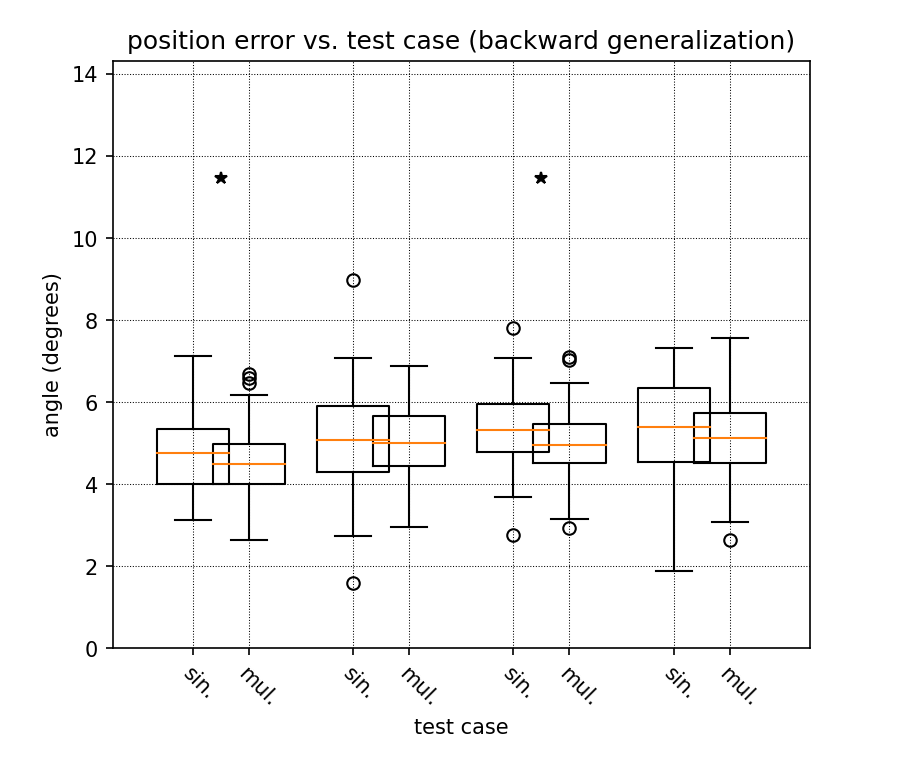 position error vs. test case (backward generalization)
14
12
10
8
6
4
2
0
angle (degrees)
sin. mul. sin. mul. sin. mul. sin. mul.
test case